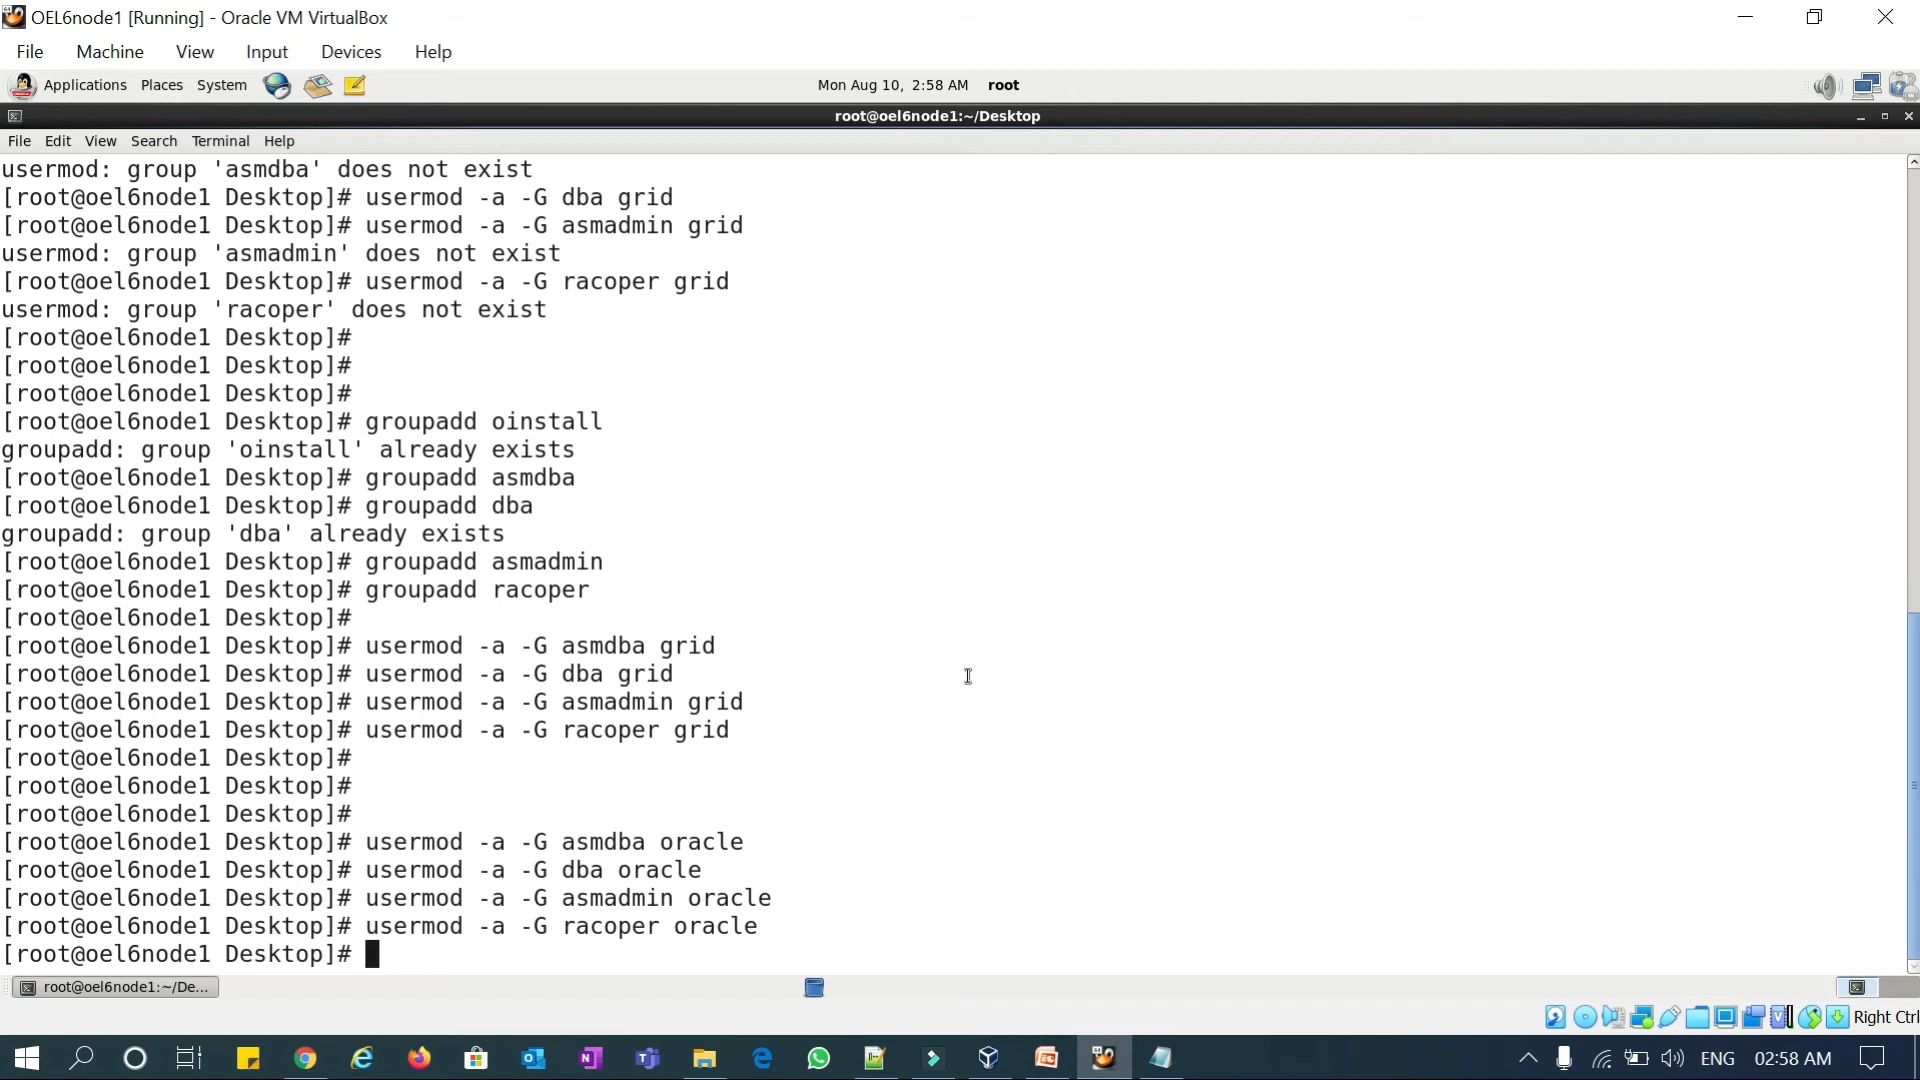 OEL6node1 [Running] - Oracle VM VirtualBox
File Machine View Input Devices Help
Applications Places System Mon Aug 10, 2:58 AM root
root@oel6node1:~/Desktop
File Edit View Search Terminal Help
usermod: group 'asmdba' does not exist
[root@oel6node1 Desktop]# usermod -a -G dba grid
[root@oel6node1 Desktop]# usermod -a -G asmadmin grid
usermod: group 'asmadmin' does not exist
[root@oel6node1 Desktop]# usermod -a -G racoper grid
usermod: group 'racoper' does not exist
[root@oel6node1 Desktop]#
[root@oel6node1 Desktop]#
[root@oel6node1 Desktop]#
[root@oel6node1 Desktop]# groupadd oinstall
groupadd: group 'oinstall' already exists
[root@oel6node1 Desktop]# groupadd asmdba
[root@oel6node1 Desktop]# groupadd dba
groupadd: group 'dba' already exists
[root@oel6node1 Desktop]# groupadd asmadmin
[root@oel6node1 Desktop]# groupadd racoper
[root@oel6node1 Desktop]#
[root@oel6node1 Desktop]# usermod -a -G asmdba grid
[root@oel6node1 Desktop]# usermod -a -G dba grid
[root@oel6node1 Desktop]# usermod -a -G asmadmin grid
[root@oel6node1 Desktop]# usermod -a -G racoper grid
[root@oel6node1 Desktop]#
[root@oel6node1 Desktop]#
[root@oel6node1 Desktop]#
[root@oel6node1 Desktop]# usermod -a -G asmdba oracle
[root@oel6node1 Desktop]# usermod -a -G dba oracle
[root@oel6node1 Desktop]# usermod -a -G asmadmin oracle
[root@oel6node1 Desktop]# usermod -a -G racoper oracle
[root@oel6node1 Desktop]#
root@oel6node1:~/De...
Right Ctrl
ENG 02:58 AM